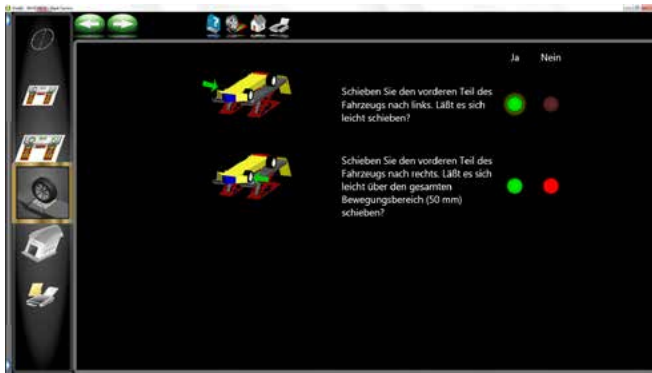 Ja Nein
Schieben Sie den vorderen Teil des
Fahrzeugs nach links. Läßt es sich
leicht schieben?
Schieben Sie den vorderen Teil des
Fahrzeugs nach rechts. Läßt es sich
leicht über den gesamten
Bewegungsbereich (50 mm)
schieben?